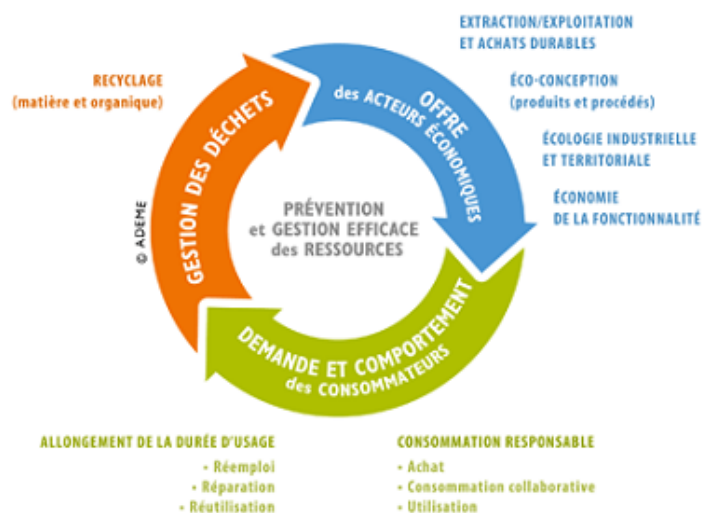 EXTRACTION/EXPLOITATION
ET ACHATS DURABLES
RECYCLAGE
(matière et organique)
ÉCO-CONCEPTION
(produits et procédés)
ÉCOLOGIE INDUSTRIELLE
ET TERRITORIALE
ÉCONOMIE
DE LA FONCTIONNALITÉ
OFFRE
des ACTEURS ÉCONOMIQUES
GESTION DES DÉCHETS
PRÉVENTION
et GESTION EFFICACE
des RESSOURCES
© ADEME
DEMANDE ET COMPORTEMENT
des CONSOMMATEURS
ALLONGEMENT DE LA DURÉE D'USAGE
• Réemploi
• Réparation
• Réutilisation
CONSOMMATION RESPONSABLE
• Achat
• Consommation collaborative
• Utilisation